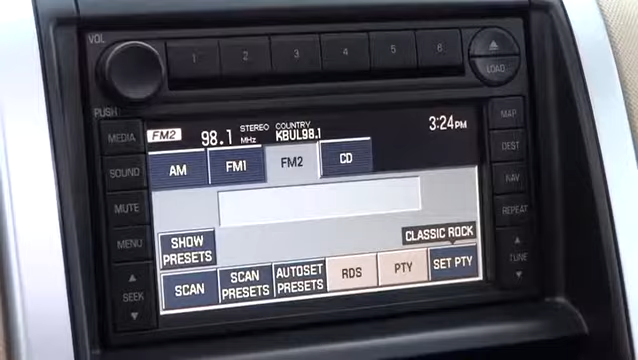 VOL
1 2 3 4 5 6
LOAD
PUSH
MEDIA
SOUND
MUTE
MENU
SEEK
FM2 98.1 MHz STEREO COUNTRY KBUL98.1 3:24PM
AM FM1 FM2 CD
CLASSIC ROCK
SHOW PRESETS
SCAN
SCAN PRESETS
AUTOSET PRESETS
RDS
PTY
SET PTY
MAP
DEST
NAV
REPEAT
TUNE